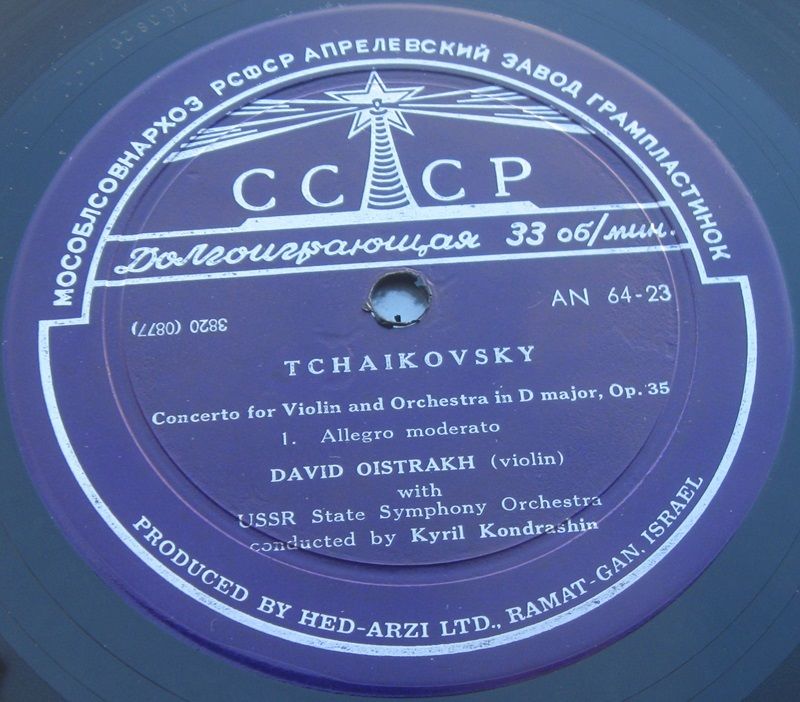 МОСОБЛСОВНАРХОЗ РСФСР АПРЕЛЕВСКИЙ ЗАВОД ГРАМПЛАСТИНОК
СССР
Долгоиграющая 33 об/мин.
AN 64-23
3820 (0877)
TCHAIKOVSKY
Concerto for Violin and Orchestra in D major, Op. 35
1. Allegro moderato
DAVID OISTRAKH (violin)
with
USSR State Symphony Orchestra
conducted by Kyril Kondrashin
PRODUCED BY HED-ARZI LTD., RAMAT-GAN, ISRAEL